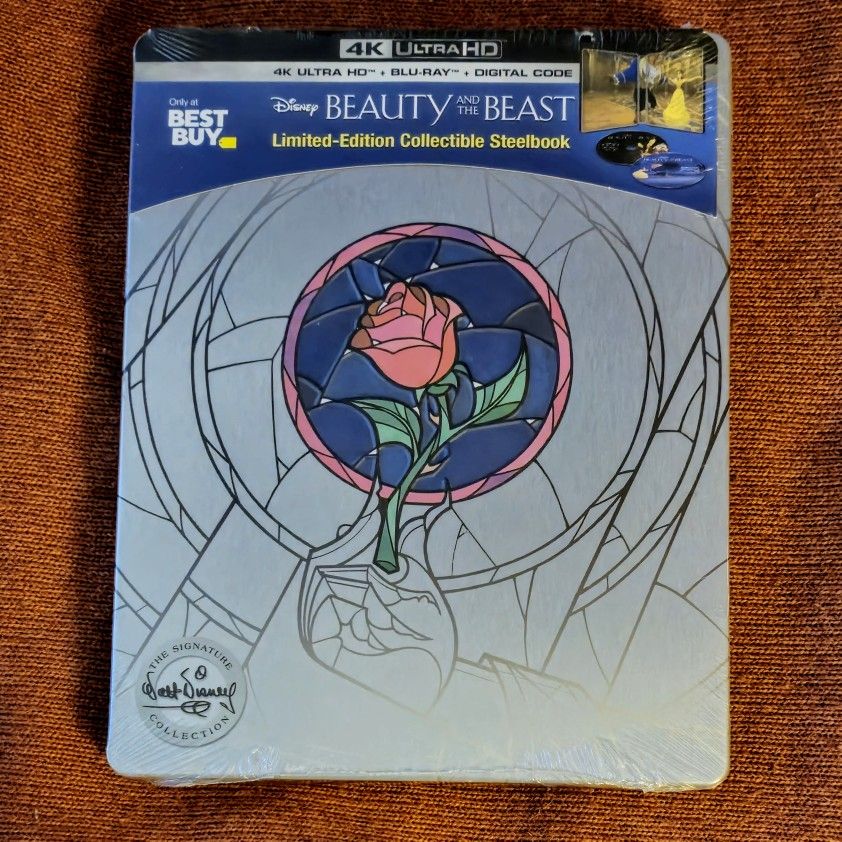 4K ULTRA HD
4K ULTRA HD™ + BLU-RAY™ + DIGITAL CODE
Only at
BEST
BUY
Disney BEAUTY AND THE BEAST
Limited-Edition Collectible Steelbook
THE SIGNATURE
Walt Disney
COLLECTION